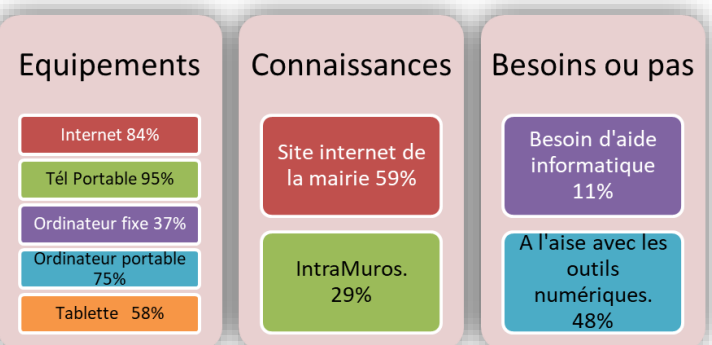 Equipements
Internet 84%
Tél Portable 95%
Ordinateur fixe 37%
Ordinateur portable
75%
Tablette 58%
Connaissances
Site internet de
la mairie 59%
IntraMuros.
29%
Besoins ou pas
Besoin d'aide
informatique
11%
A l'aise avec les
outils
numériques.
48%